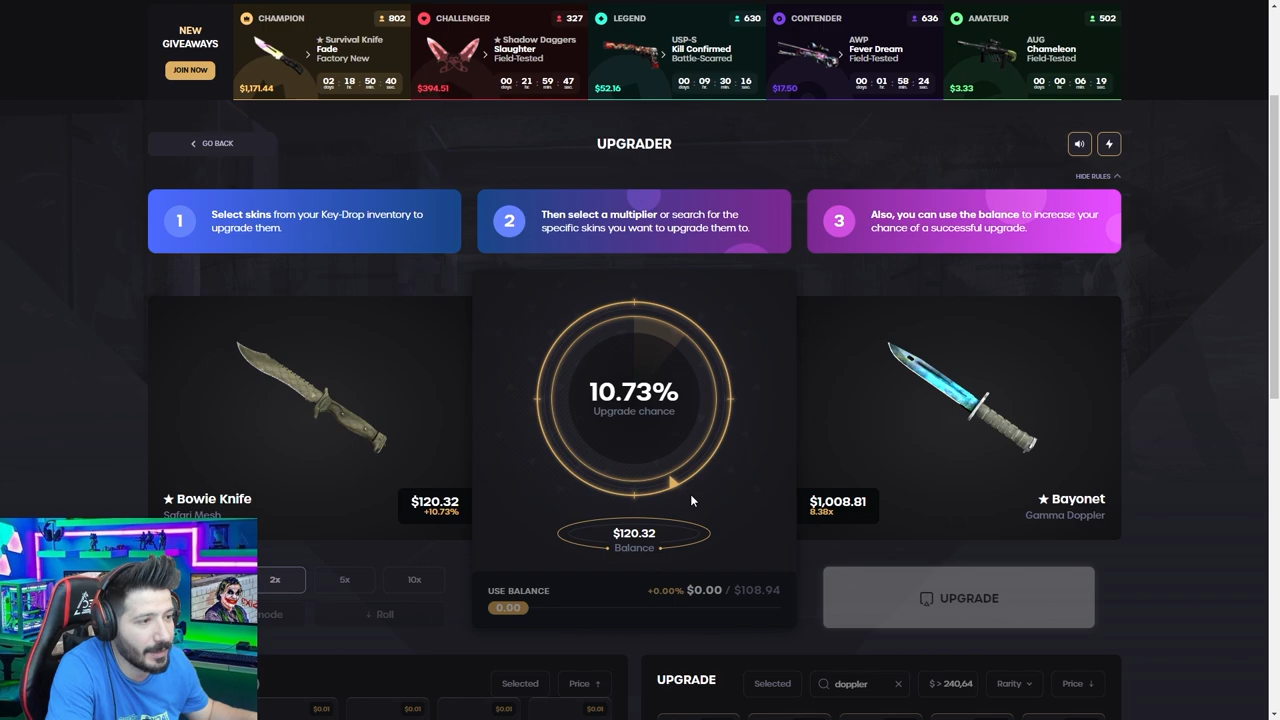 NEW
GIVEAWAYS
JOIN NOW
CHAMPION 802
★ Survival Knife
Fade
Factory New
$1,171.44
02 : 18 : 50 : 40
days hr. min. sec.
CHALLENGER 327
★ Shadow Daggers
Slaughter
Field-Tested
$394.51
00 : 21 : 59 : 47
days hr. min. sec.
LEGEND 630
USP-S
Kill Confirmed
Battle-Scarred
$52.16
00 : 09 : 30 : 16
days hr. min. sec.
CONTENDER 636
AWP
Fever Dream
Field-Tested
$17.50
00 : 01 : 58 : 24
days hr. min. sec.
AMATEUR 502
AUG
Chameleon
Field-Tested
$3.33
00 : 00 : 06 : 19
days hr. min. sec.
GO BACK
UPGRADER
HIDE RULES
1
Select skins from your Key-Drop inventory to
upgrade them.
2
Then select a multiplier or search for the
specific skins you want to upgrade them to.
3
Also, you can use the balance to increase your
chance of a successful upgrade.
★ Bowie Knife
Safari Mesh
$120.32
+10.73%
10.73%
Upgrade chance
$120.32
Balance
$1,008.81
8.38x
★ Bayonet
Gamma Doppler
USE BALANCE +0.00% $0.00 / $108.94
0.00
2x 5x 10x
Roll
UPGRADE
Selected Price ↑
$0.01 $0.01 $0.01 $0.01
UPGRADE Selected doppler $ > 240,64 Rarity Price ↓